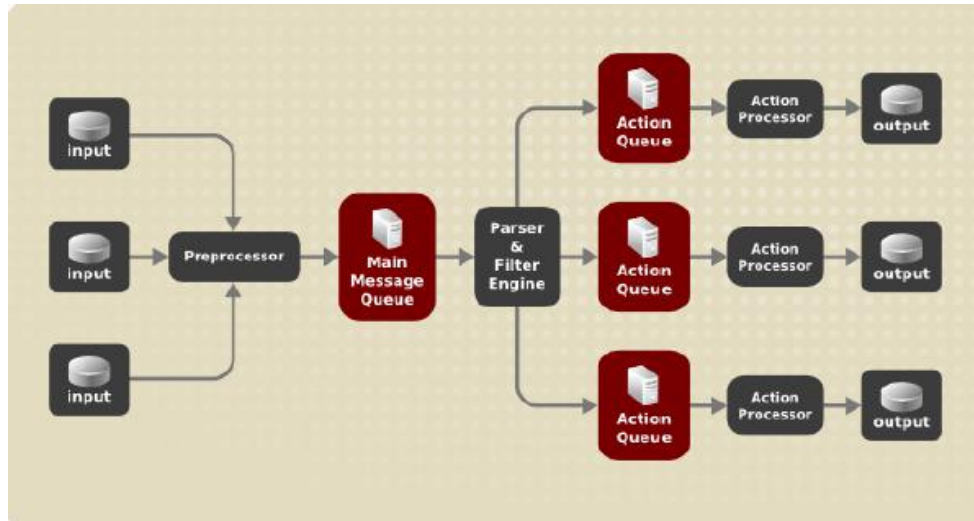 input
input
input
Preprocessor
Main
Message
Queue
Parser
&
Filter
Engine
Action
Queue
Action
Processor
output
Action
Queue
Action
Processor
output
Action
Queue
Action
Processor
output